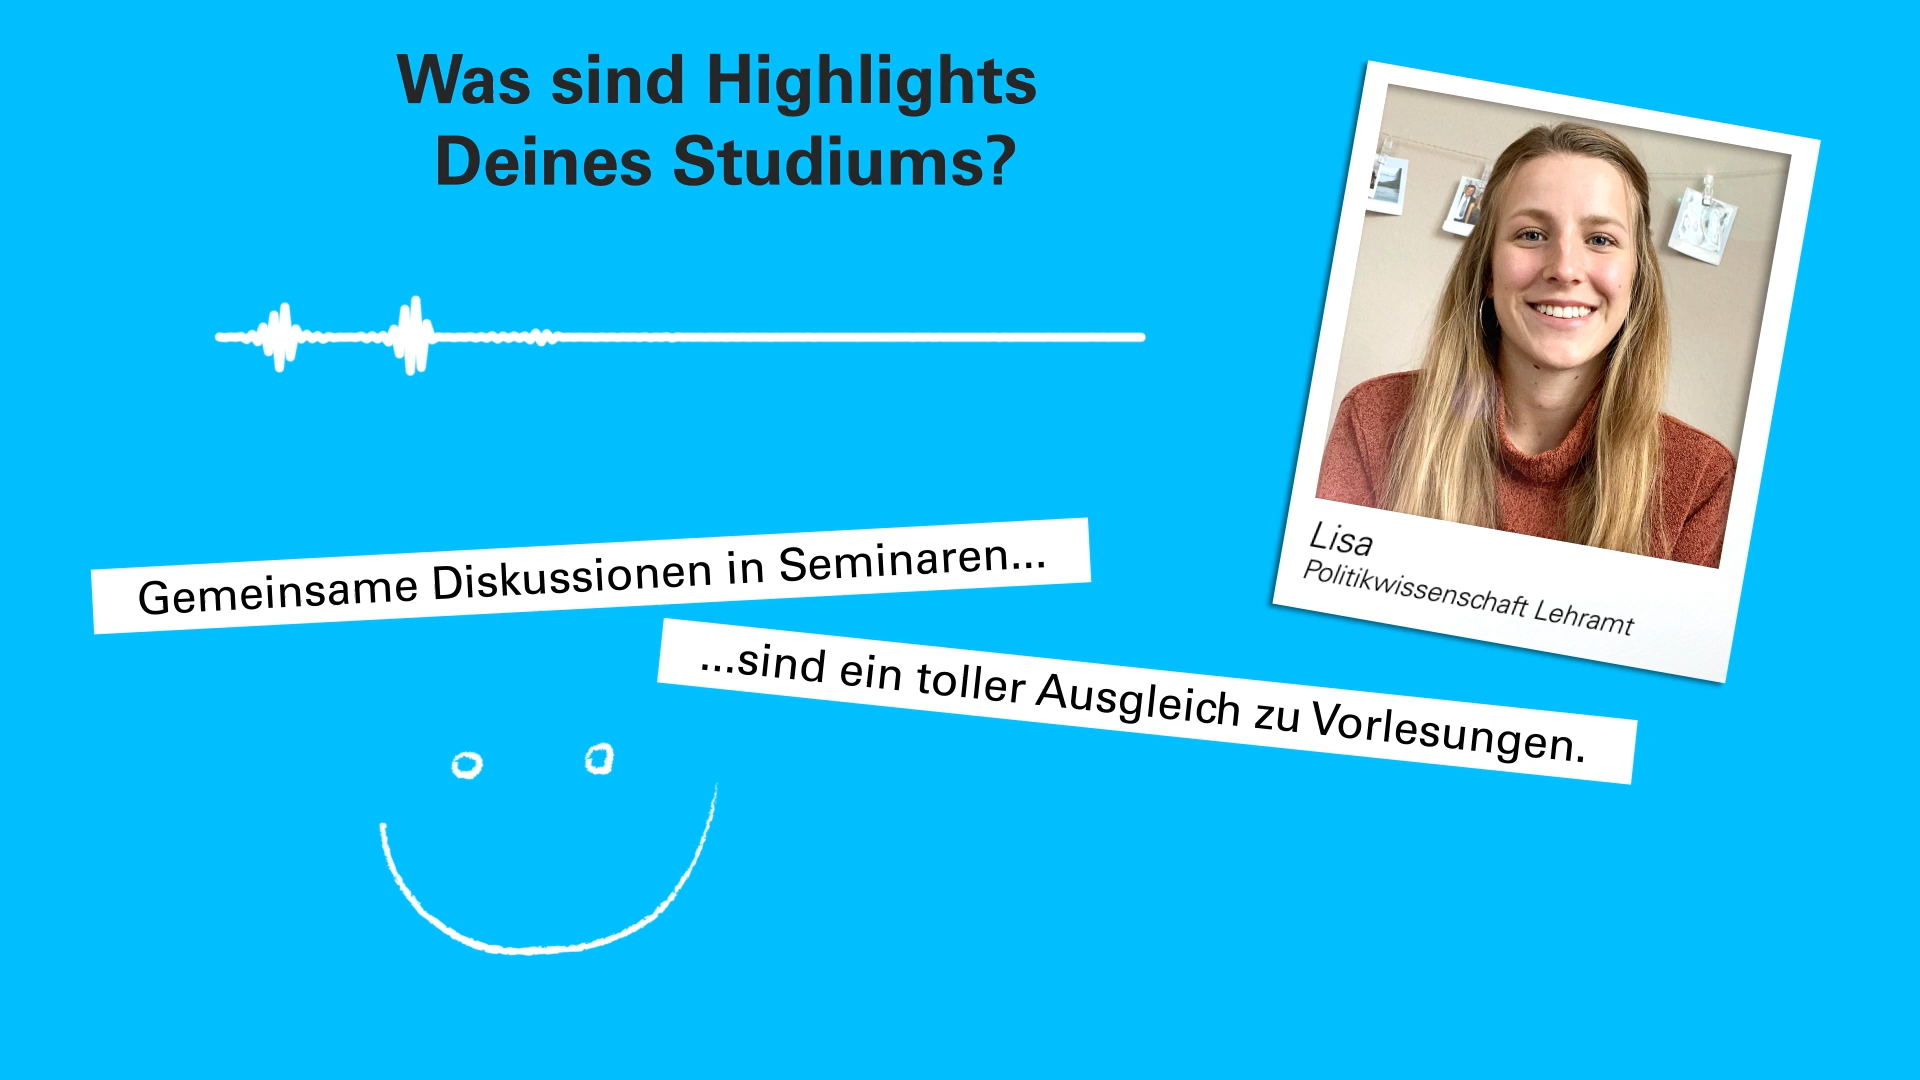 Was sind Highlights
Deines Studiums?
Lisa
Politikwissenschaft Lehramt
Gemeinsame Diskussionen in Seminaren...
...sind ein toller Ausgleich zu Vorlesungen.